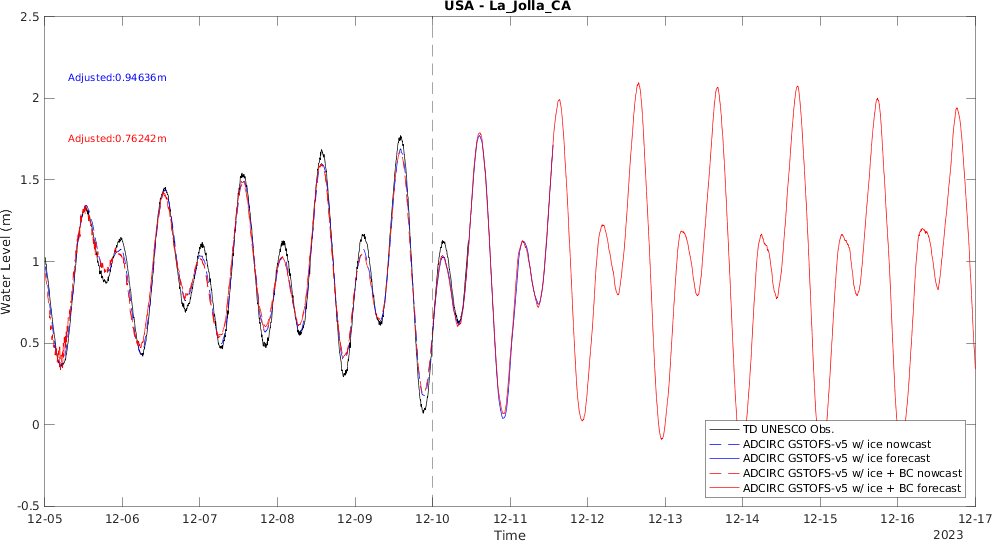 USA - La_Jolla_CA
2.5
2
1.5
1
0.5
0
-0.5
Water Level (m)
Adjusted:0.94636m
Adjusted:0.76242m
TD UNESCO Obs.
ADCIRC GSTOFS-v5 w/ ice nowcast
ADCIRC GSTOFS-v5 w/ ice forecast
ADCIRC GSTOFS-v5 w/ ice + BC nowcast
ADCIRC GSTOFS-v5 w/ ice + BC forecast
12-05 12-06 12-07 12-08 12-09 12-10 12-11 12-12 12-13 12-14 12-15 12-16 12-17
Time
2023